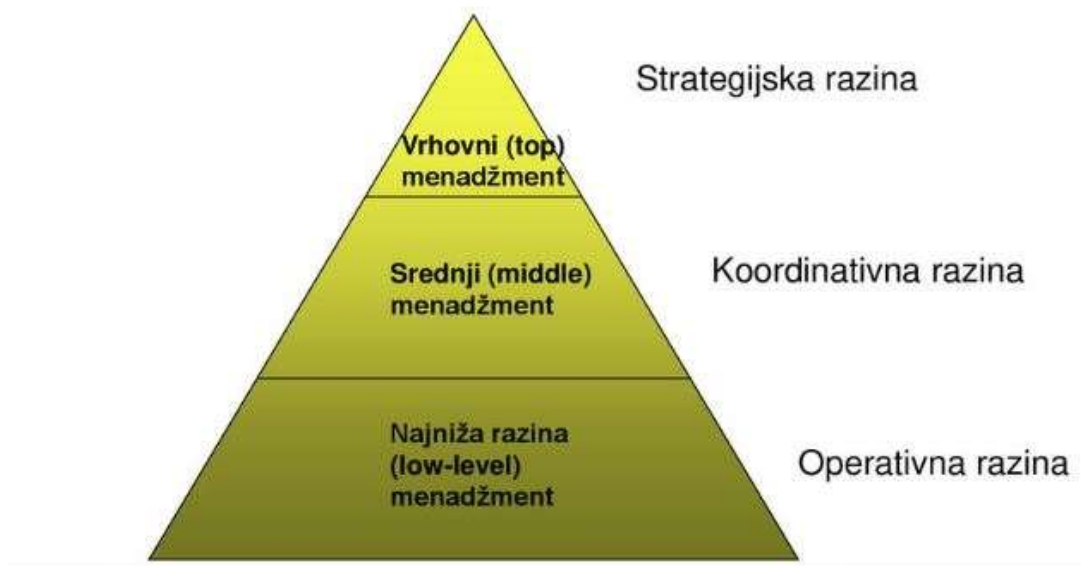 Strategijska razina
Vrhovni (top)
menadžment
Srednji (middle)
menadžment
Koordinativna razina
Najniža razina
(low-level)
menadžment
Operativna razina